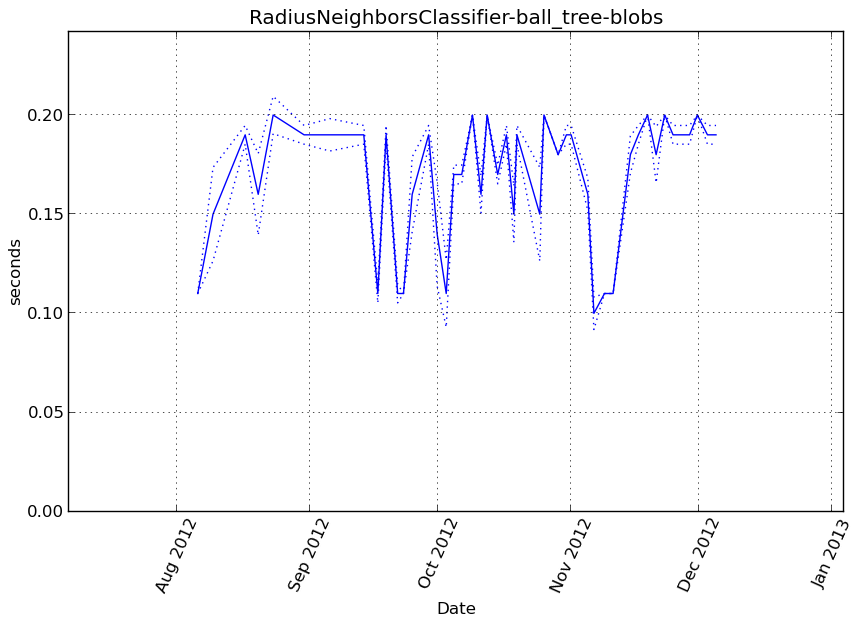 RadiusNeighborsClassifier-ball_tree-blobs
0.20
0.15
0.10
0.05
0.00
seconds
Aug 2012
Sep 2012
Oct 2012
Nov 2012
Dec 2012
Jan 2013
Date